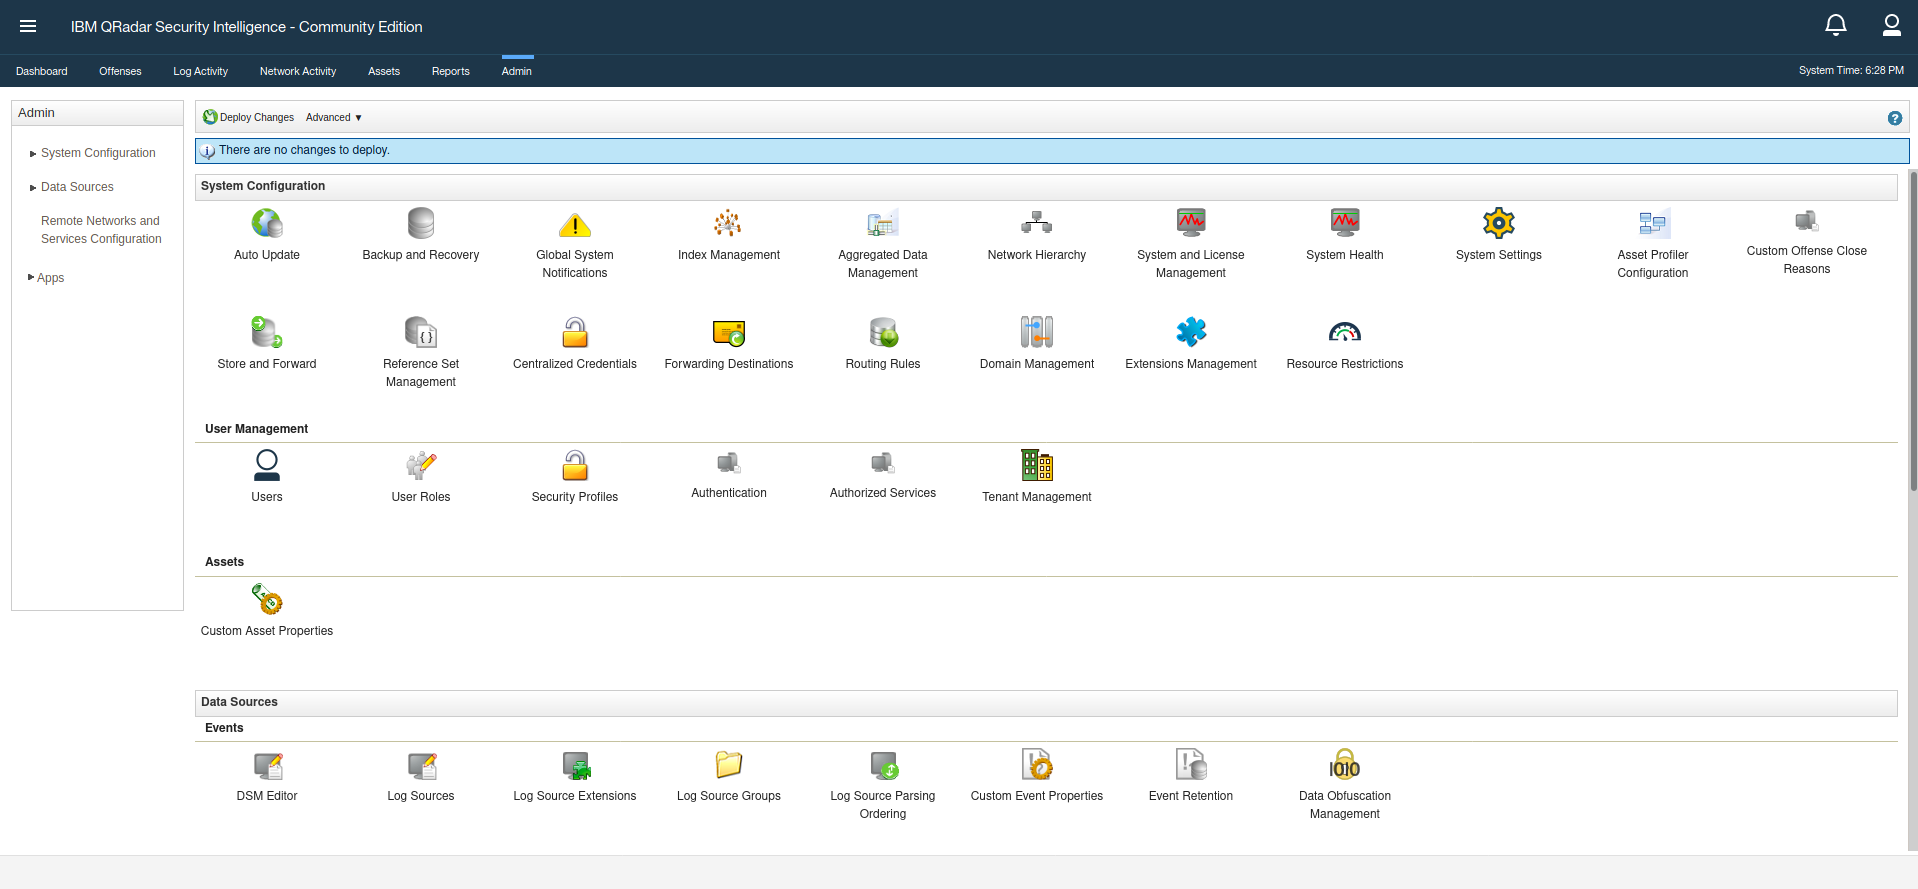 IBM QRadar Security Intelligence - Community Edition
Dashboard Offenses Log Activity Network Activity Assets Reports Admin System Time: 6:28 PM
Admin
System Configuration
Data Sources
Remote Networks and
Services Configuration
Apps
Deploy Changes Advanced ▼ ?
There are no changes to deploy.
System Configuration
Auto Update
Backup and Recovery
Global System
Notifications
Index Management
Aggregated Data
Management
Network Hierarchy
System and License
Management
System Health
System Settings
Asset Profiler
Configuration
Custom Offense Close
Reasons
Store and Forward
Reference Set
Management
Centralized Credentials
Forwarding Destinations
Routing Rules
Domain Management
Extensions Management
Resource Restrictions
User Management
Users
User Roles
Security Profiles
Authentication
Authorized Services
Tenant Management
Assets
Custom Asset Properties
Data Sources
Events
DSM Editor
Log Sources
Log Source Extensions
Log Source Groups
Log Source Parsing
Ordering
Custom Event Properties
Event Retention
Data Obfuscation
Management